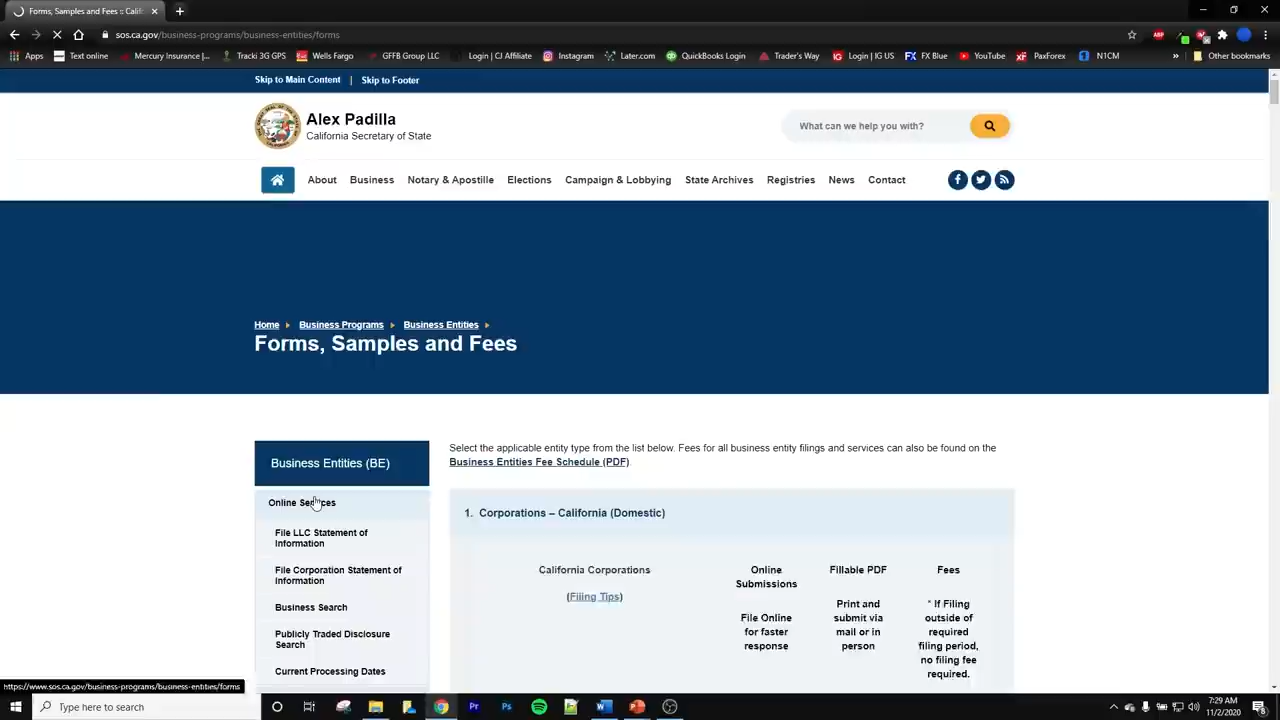 Forms, Samples and Fees :: Calif
sos.ca.gov/business-programs/business-entities/forms
Apps
Text online
Mercury Insurance |...
Tracki 3G GPS
Wells Fargo
GFFB Group LLC
Login | CJ Affiliate
Instagram
Later.com
QuickBooks Login
Trader's Way
Login | IG US
FX Blue
YouTube
PaxForex
N1CM
»
Other bookmarks
Skip to Main Content | Skip to Footer
Alex Padilla
California Secretary of State
What can we help you with?
About
Business
Notary & Apostille
Elections
Campaign & Lobbying
State Archives
Registries
News
Contact
Home
Business Programs
Business Entities
Forms, Samples and Fees
Business Entities (BE)
Online Services
File LLC Statement of
Information
File Corporation Statement of
Information
Business Search
Publicly Traded Disclosure
Search
Current Processing Dates
Select the applicable entity type from the list below. Fees for all business entity filings and services can also be found on the
Business Entities Fee Schedule (PDF).
1. Corporations – California (Domestic)
California Corporations
(Filing Tips)
Online
Submissions
File Online
for faster
response
Fillable PDF
Print and
submit via
mail or in
person
Fees
* If Filing
outside of
required
filing period,
no filing fee
required.
https://www.sos.ca.gov/business-programs/business-entities/forms
Type here to search
7:29 AM
11/2/2020